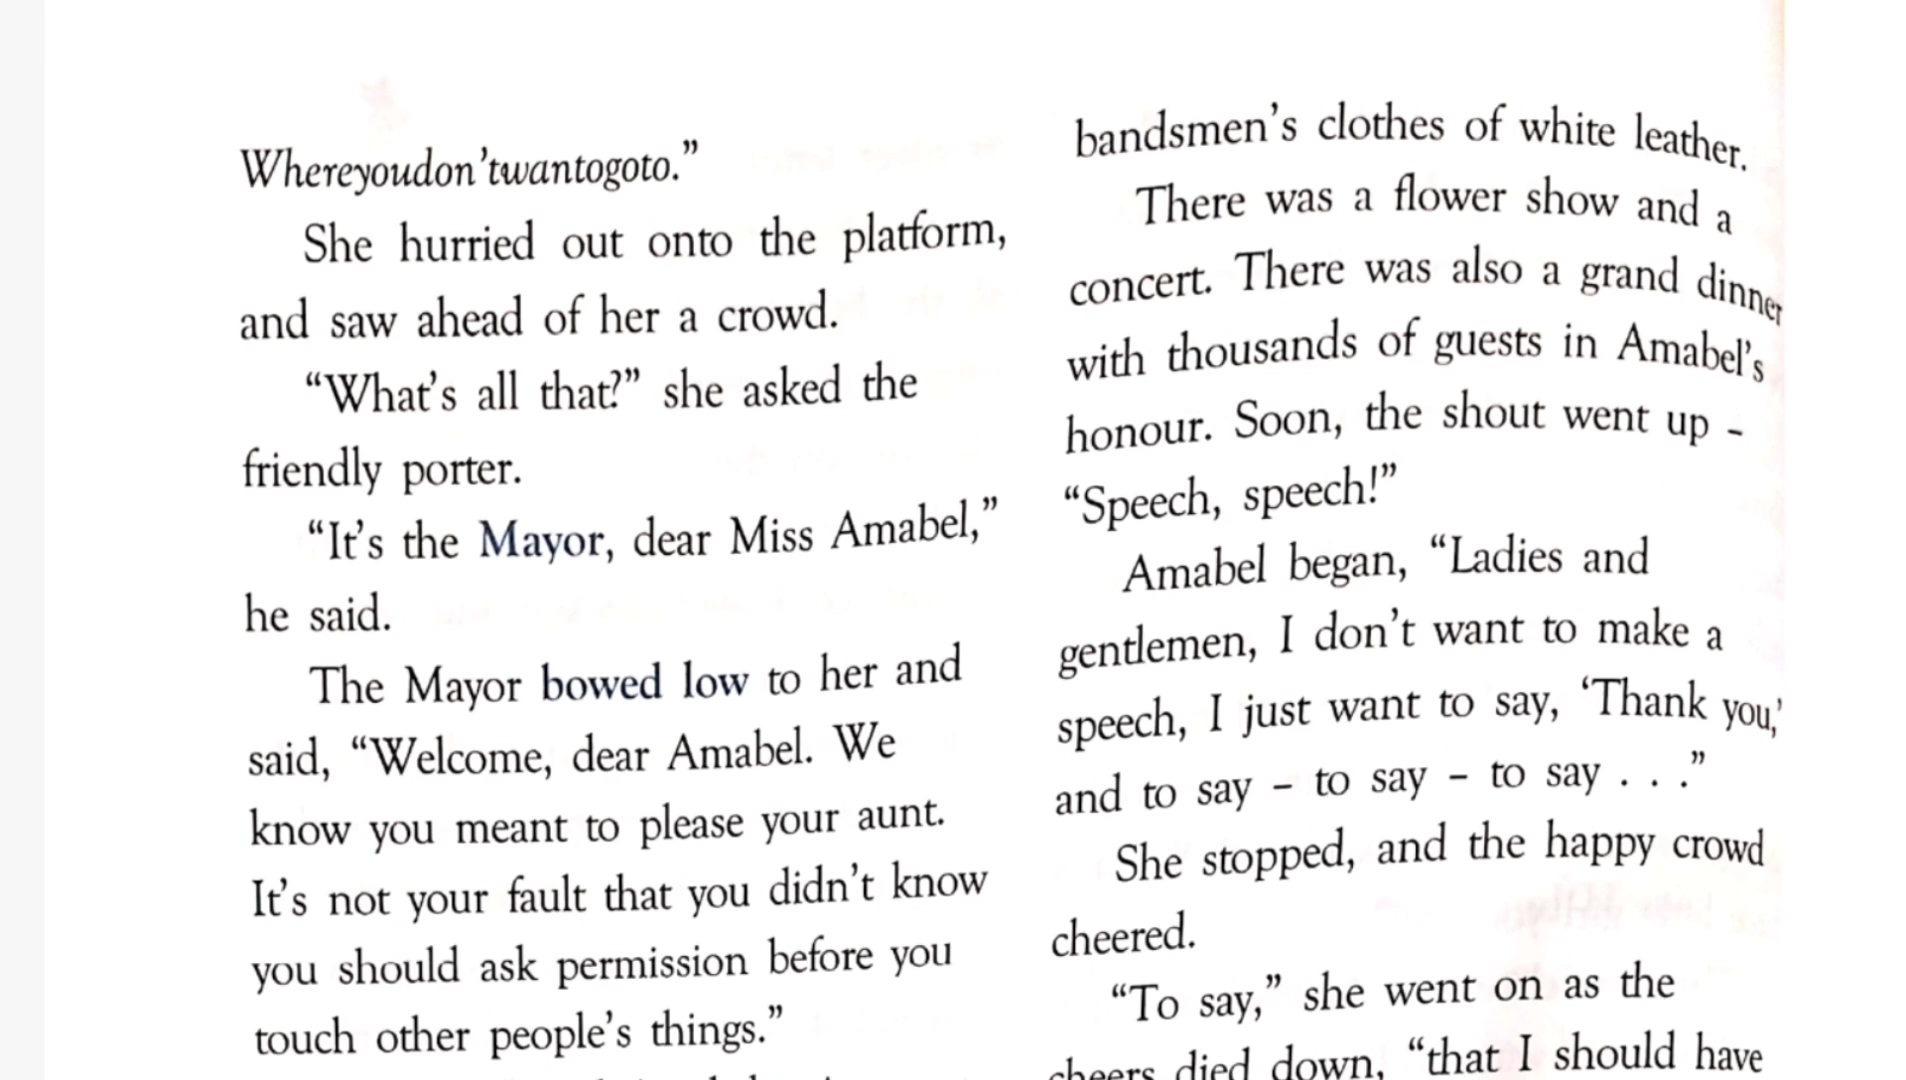 Whereyoudon'twantogoto.”
She hurried out onto the platform,
and saw ahead of her a crowd.
“What's all that?” she asked the
friendly porter.
“It's the Mayor, dear Miss Amabel,”
he said.
The Mayor bowed low to her and
said, “Welcome, dear Amabel. We
know you meant to please your aunt.
It's not your fault that you didn't know
you should ask permission before you
touch other people's things.”
bandsmen's clothes of white leather.
There was a flower show and a
concert. There was also a grand dinner
with thousands of guests in Amabel's
honour. Soon, the shout went up –
“Speech, speech!”
Amabel began, “Ladies and
gentlemen, I don't want to make a
speech, I just want to say, ‘Thank you,’
and to say – to say – to say . . .”
She stopped, and the happy crowd
cheered.
“To say,” she went on as the
cheers died down, “that I should have